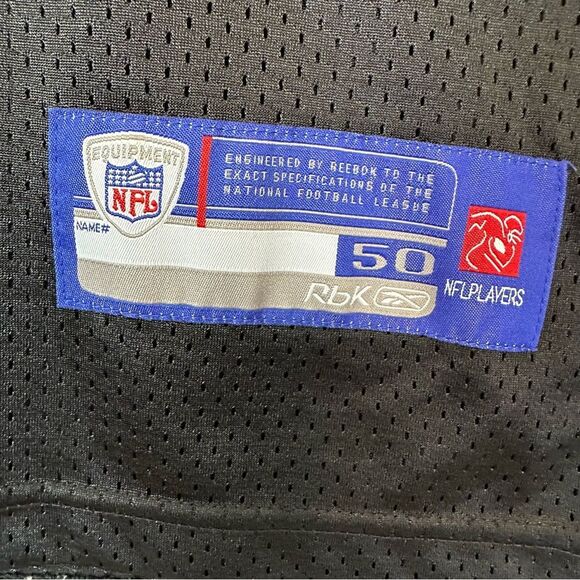 EQUIPMENT
NFL
ENGINEERED BY REEBOK TO THE
EXACT SPECIFICATIONS OF THE
NATIONAL FOOTBALL LEAGUE
NAME#
50
RbK
NFLPLAYERS